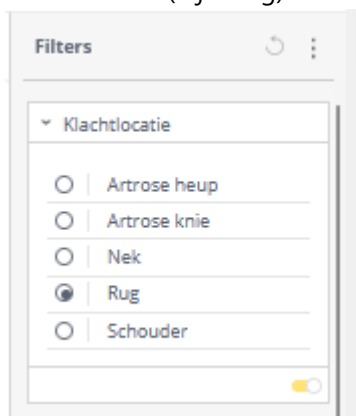 Filters
Klachtlocatie
Artrose heup
Artrose knie
Nek
Rug
Schouder